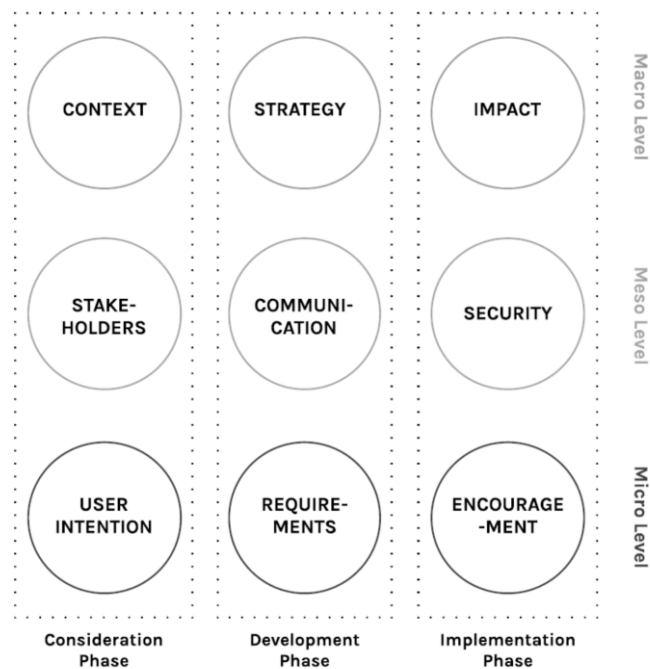 CONTEXT
STRATEGY
IMPACT
Macro Level
STAKE-
HOLDERS
COMMUNI-
CATION
SECURITY
Meso Level
USER
INTENTION
REQUIRE-
MENTS
ENCOURAGE
-MENT
Micro Level
Consideration
Phase
Development
Phase
Implementation
Phase